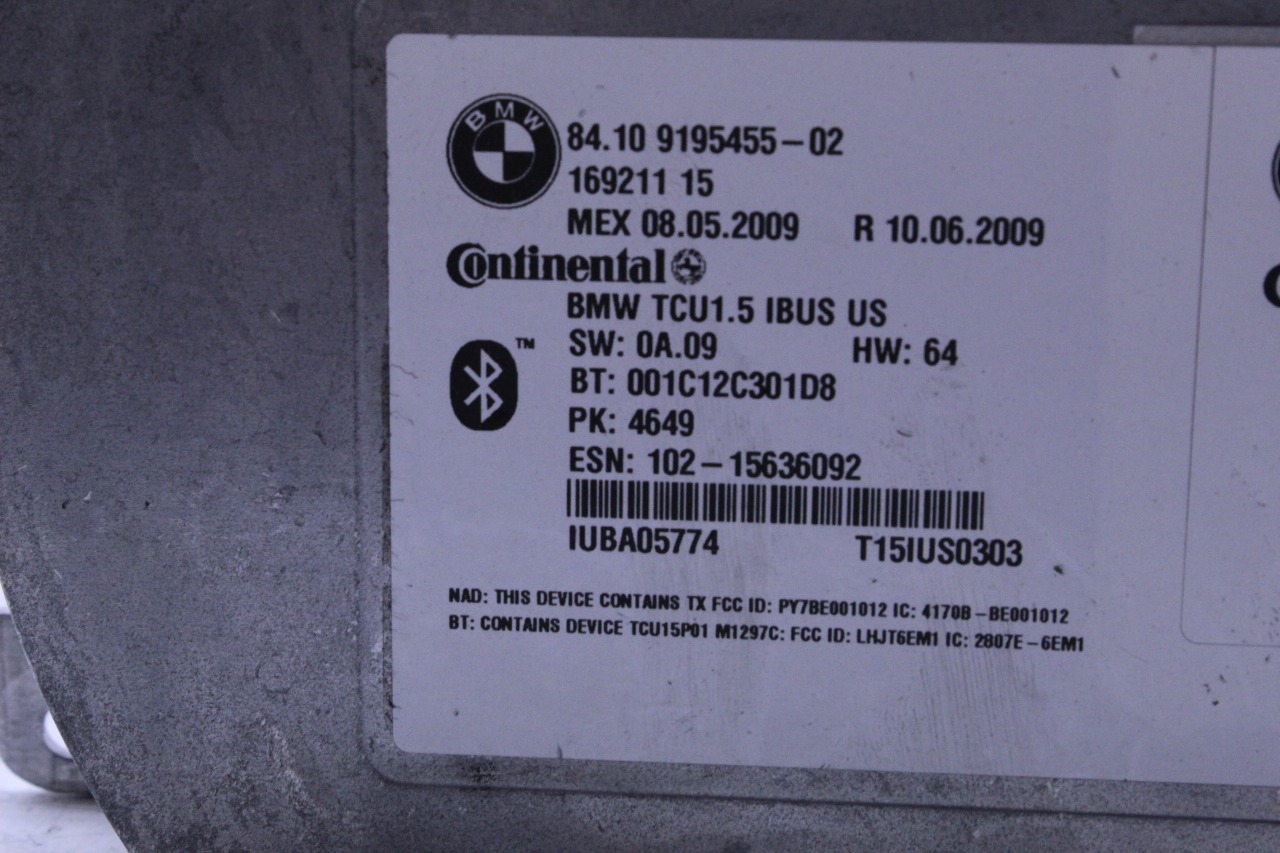 BMW
84.10 9195455-02
169211 15
MEX 08.05.2009 R 10.06.2009
Continental
BMW TCU1.5 IBUS US
SW: 0A.09 HW: 64
TM
BT: 001C12C301D8
PK: 4649
ESN: 102-15636092
IUBA05774 T15IUS0303
NAD: THIS DEVICE CONTAINS TX FCC ID: PY7BE001012 IC: 4170B-BE001012
BT: CONTAINS DEVICE TCU15P01 M1297C: FCC ID: LHJT6EM1 IC: 2807E-6EM1